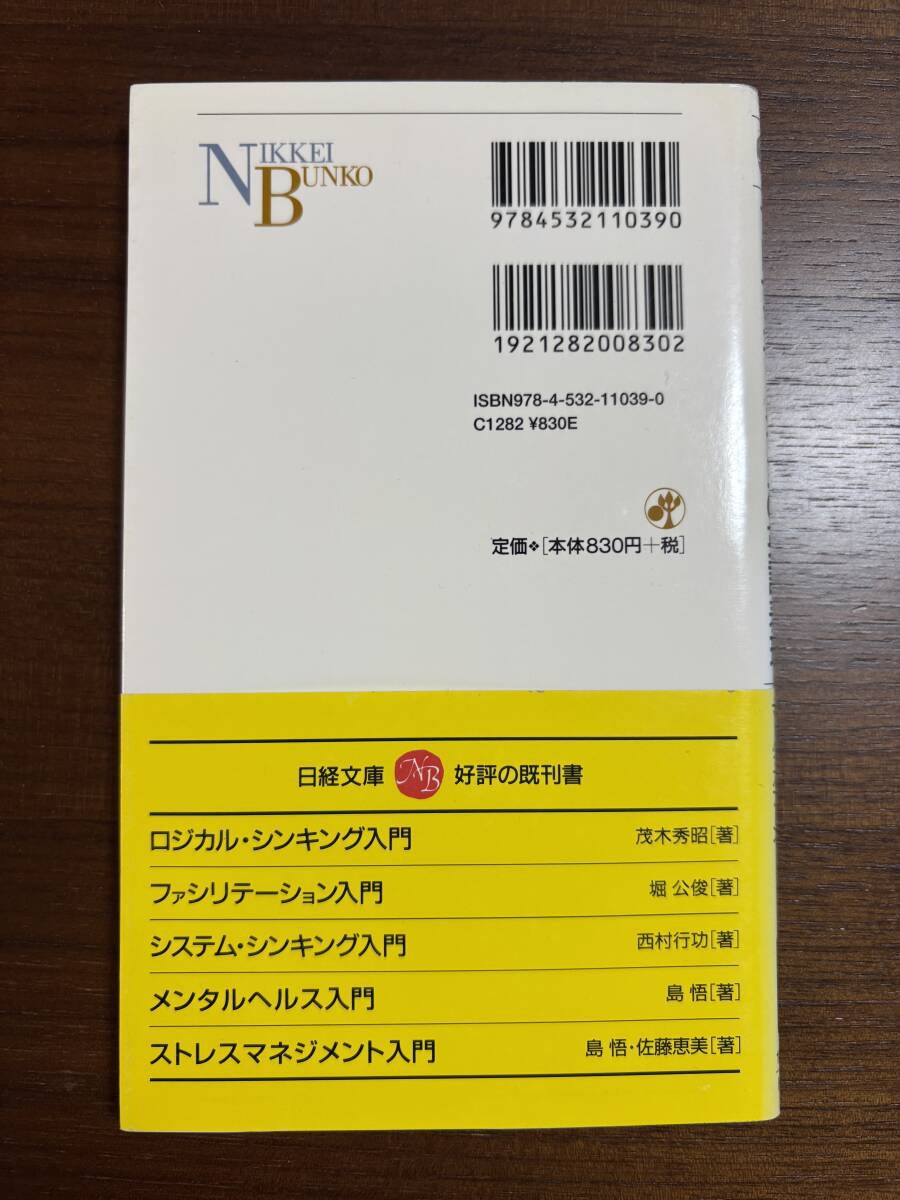 NIKKEI
BUNKO
9784532110390
1921282008302
ISBN978-4-532-11039-0
C1282 ¥830E
定価❖[本体830円+税]
日経文庫 NB 好評の既刊書
ロジカル・シンキング入門 茂木秀昭[著]
ファシリテーション入門 堀 公俊[著]
システム・シンキング入門 西村行功[著]
メンタルヘルス入門 島 悟[著]
ストレスマネジメント入門 島 悟・佐藤恵美[著]